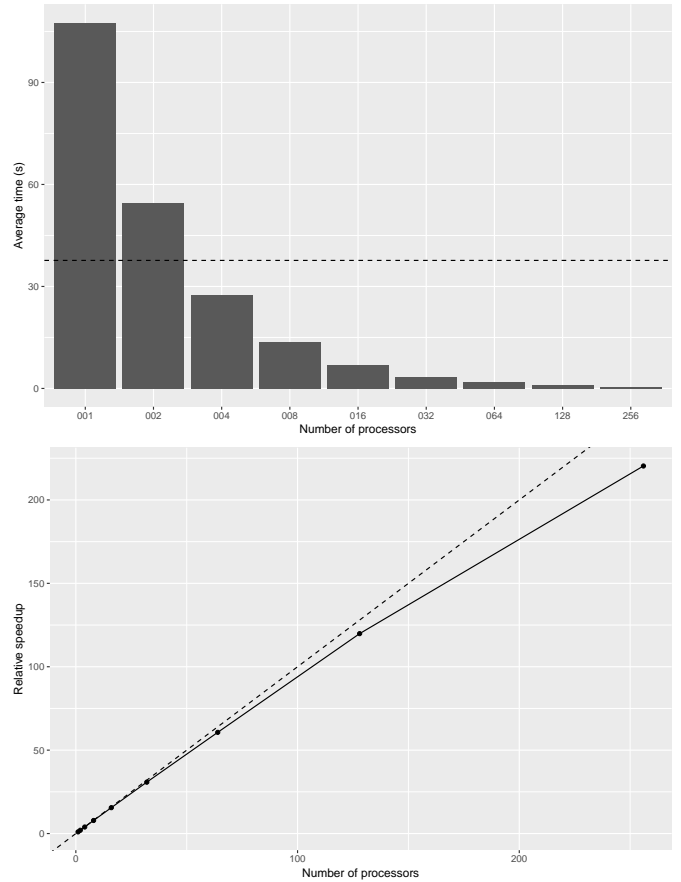 90
60
30
0
Average time (s)
001 002 004 008 016 032 064 128 256
Number of processors
200
150
100
50
0
Relative speedup
0 100 200
Number of processors